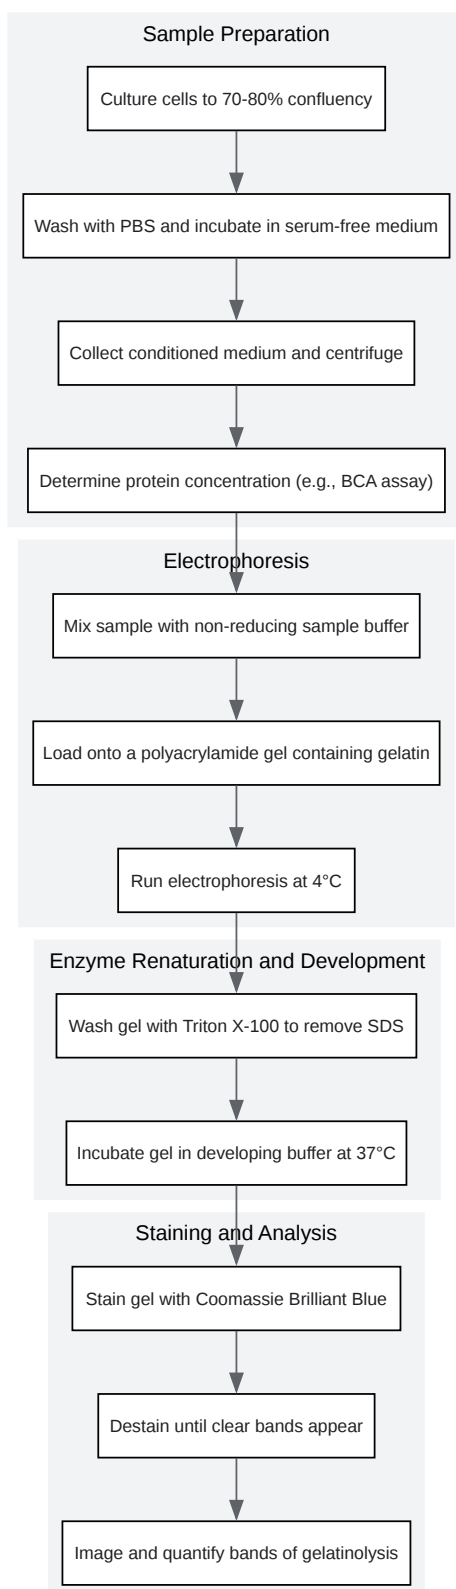 Sample Preparation
Culture cells to 70-80% confluency
Wash with PBS and incubate in serum-free medium
Collect conditioned medium and centrifuge
Determine protein concentration (e.g., BCA assay)
Electrophoresis
Mix sample with non-reducing sample buffer
Load onto a polyacrylamide gel containing gelatin
Run electrophoresis at 4°C
Enzyme Renaturation and Development
Wash gel with Triton X-100 to remove SDS
Incubate gel in developing buffer at 37°C
Staining and Analysis
Stain gel with Coomassie Brilliant Blue
Destain until clear bands appear
Image and quantify bands of gelatinolysis